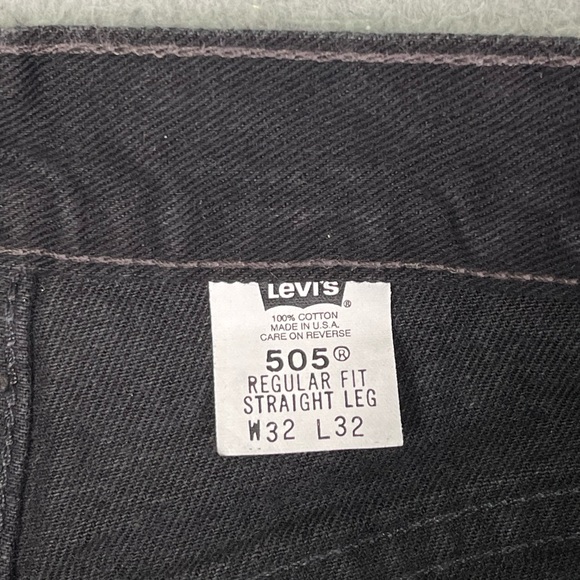 Levi's ®
100% COTTON
MADE IN U.S.A.
CARE ON REVERSE
505®
REGULAR FIT
STRAIGHT LEG
W32 L32